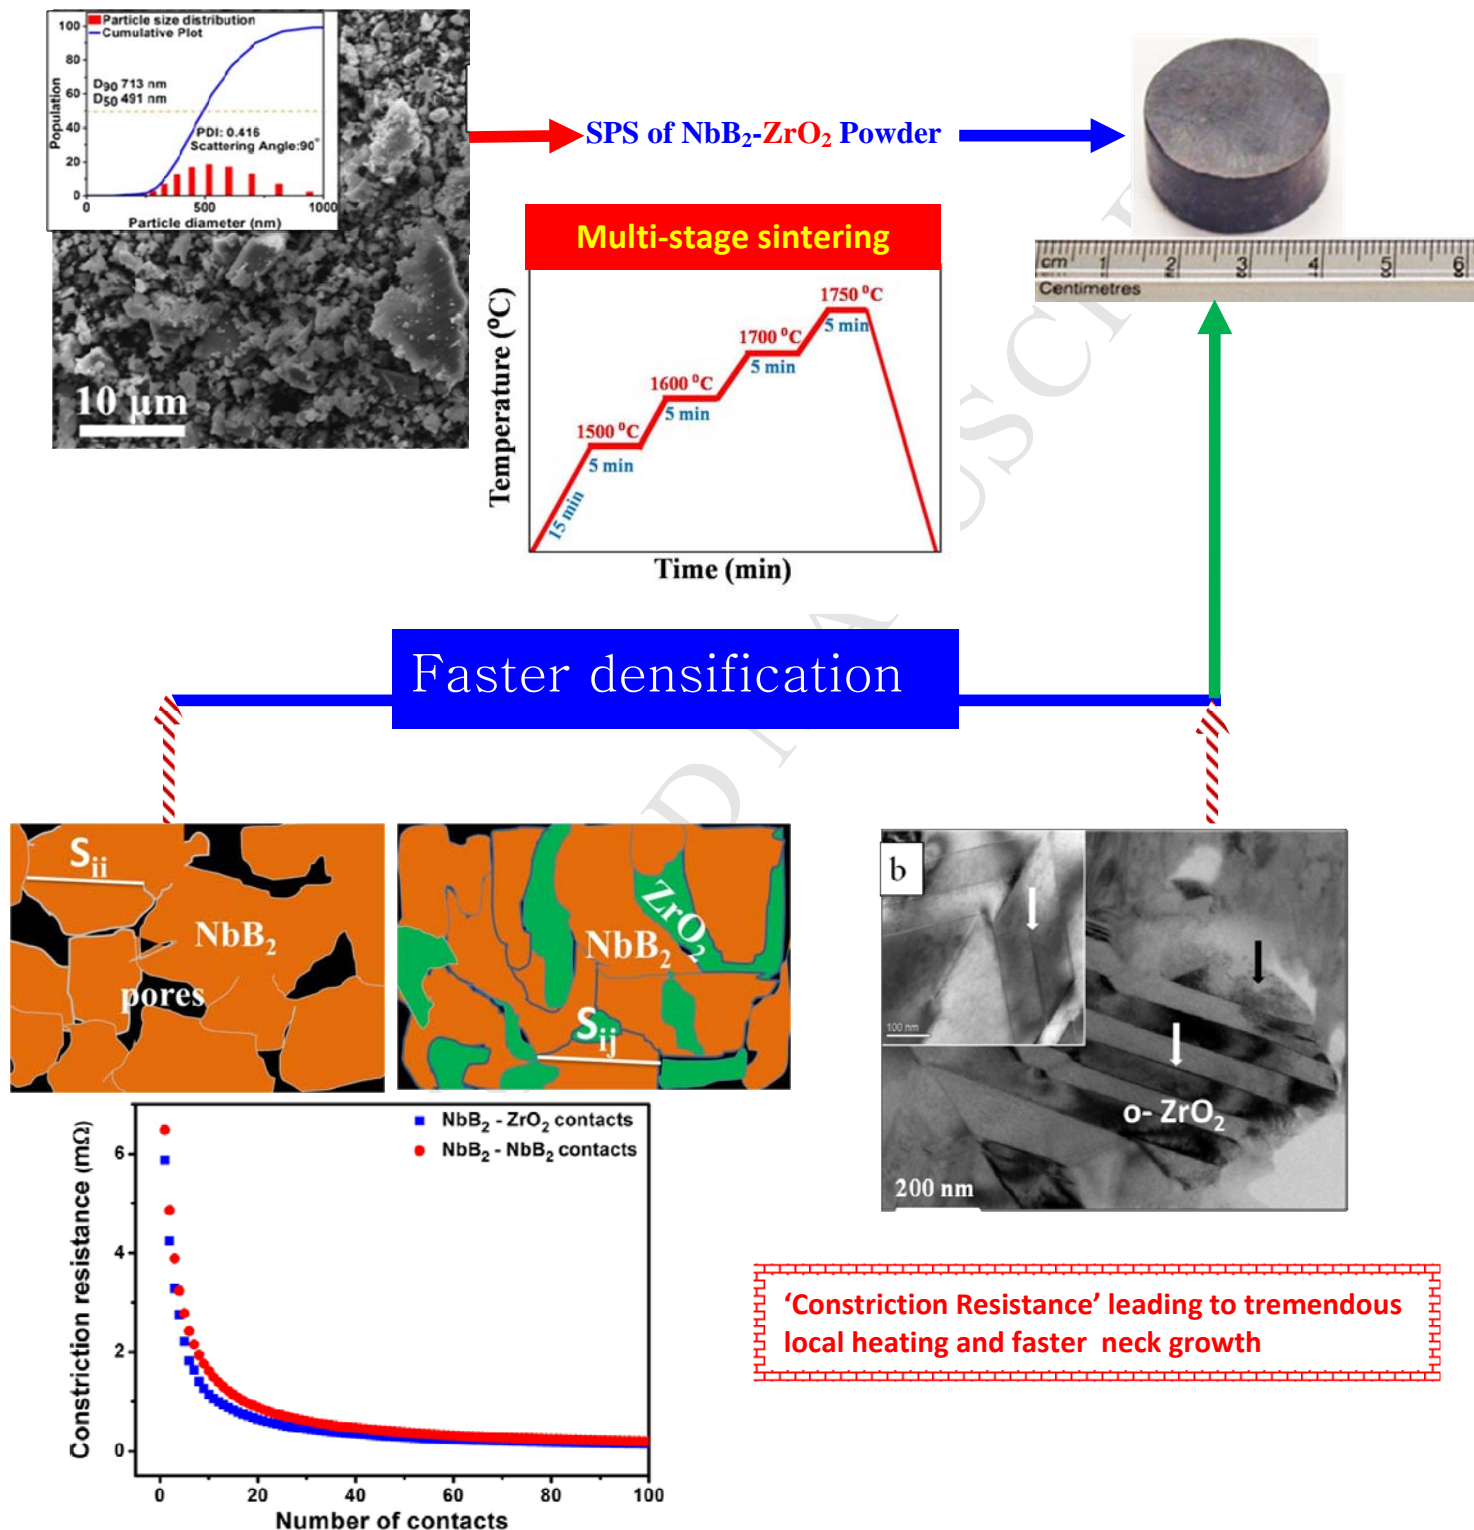 100
80
60
40
20
0
Population
Particle size distribution
Cumulative Plot
D90 713 nm
D50 491 nm
PDI: 0.416
Scattering Angle:90°
0 500 1000
Particle diameter (nm)
10 µm
SPS of NbB₂-ZrO₂ Powder
cm 1 2 3 4 5 6
Centimetres
Multi-stage sintering
Temperature (⁰C)
1750 ⁰C
5 min
1700 ⁰C
5 min
1600 ⁰C
5 min
1500 ⁰C
5 min
15 min
Time (min)
Faster densification
Sii
NbB₂
pores
ZrO₂
NbB₂
Sij
b
100 nm
o- ZrO₂
200 nm
NbB₂ - ZrO₂ contacts
NbB₂ - NbB₂ contacts
Constriction resistance (mΩ)
6
4
2
0
0 20 40 60 80 100
Number of contacts
‘Constriction Resistance’ leading to tremendous
local heating and faster neck growth